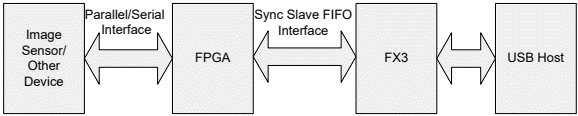 Parallel/Serial
Interface
Sync Slave FIFO
Interface
Image
Sensor/
Other
Device
FPGA
FX3
USB Host